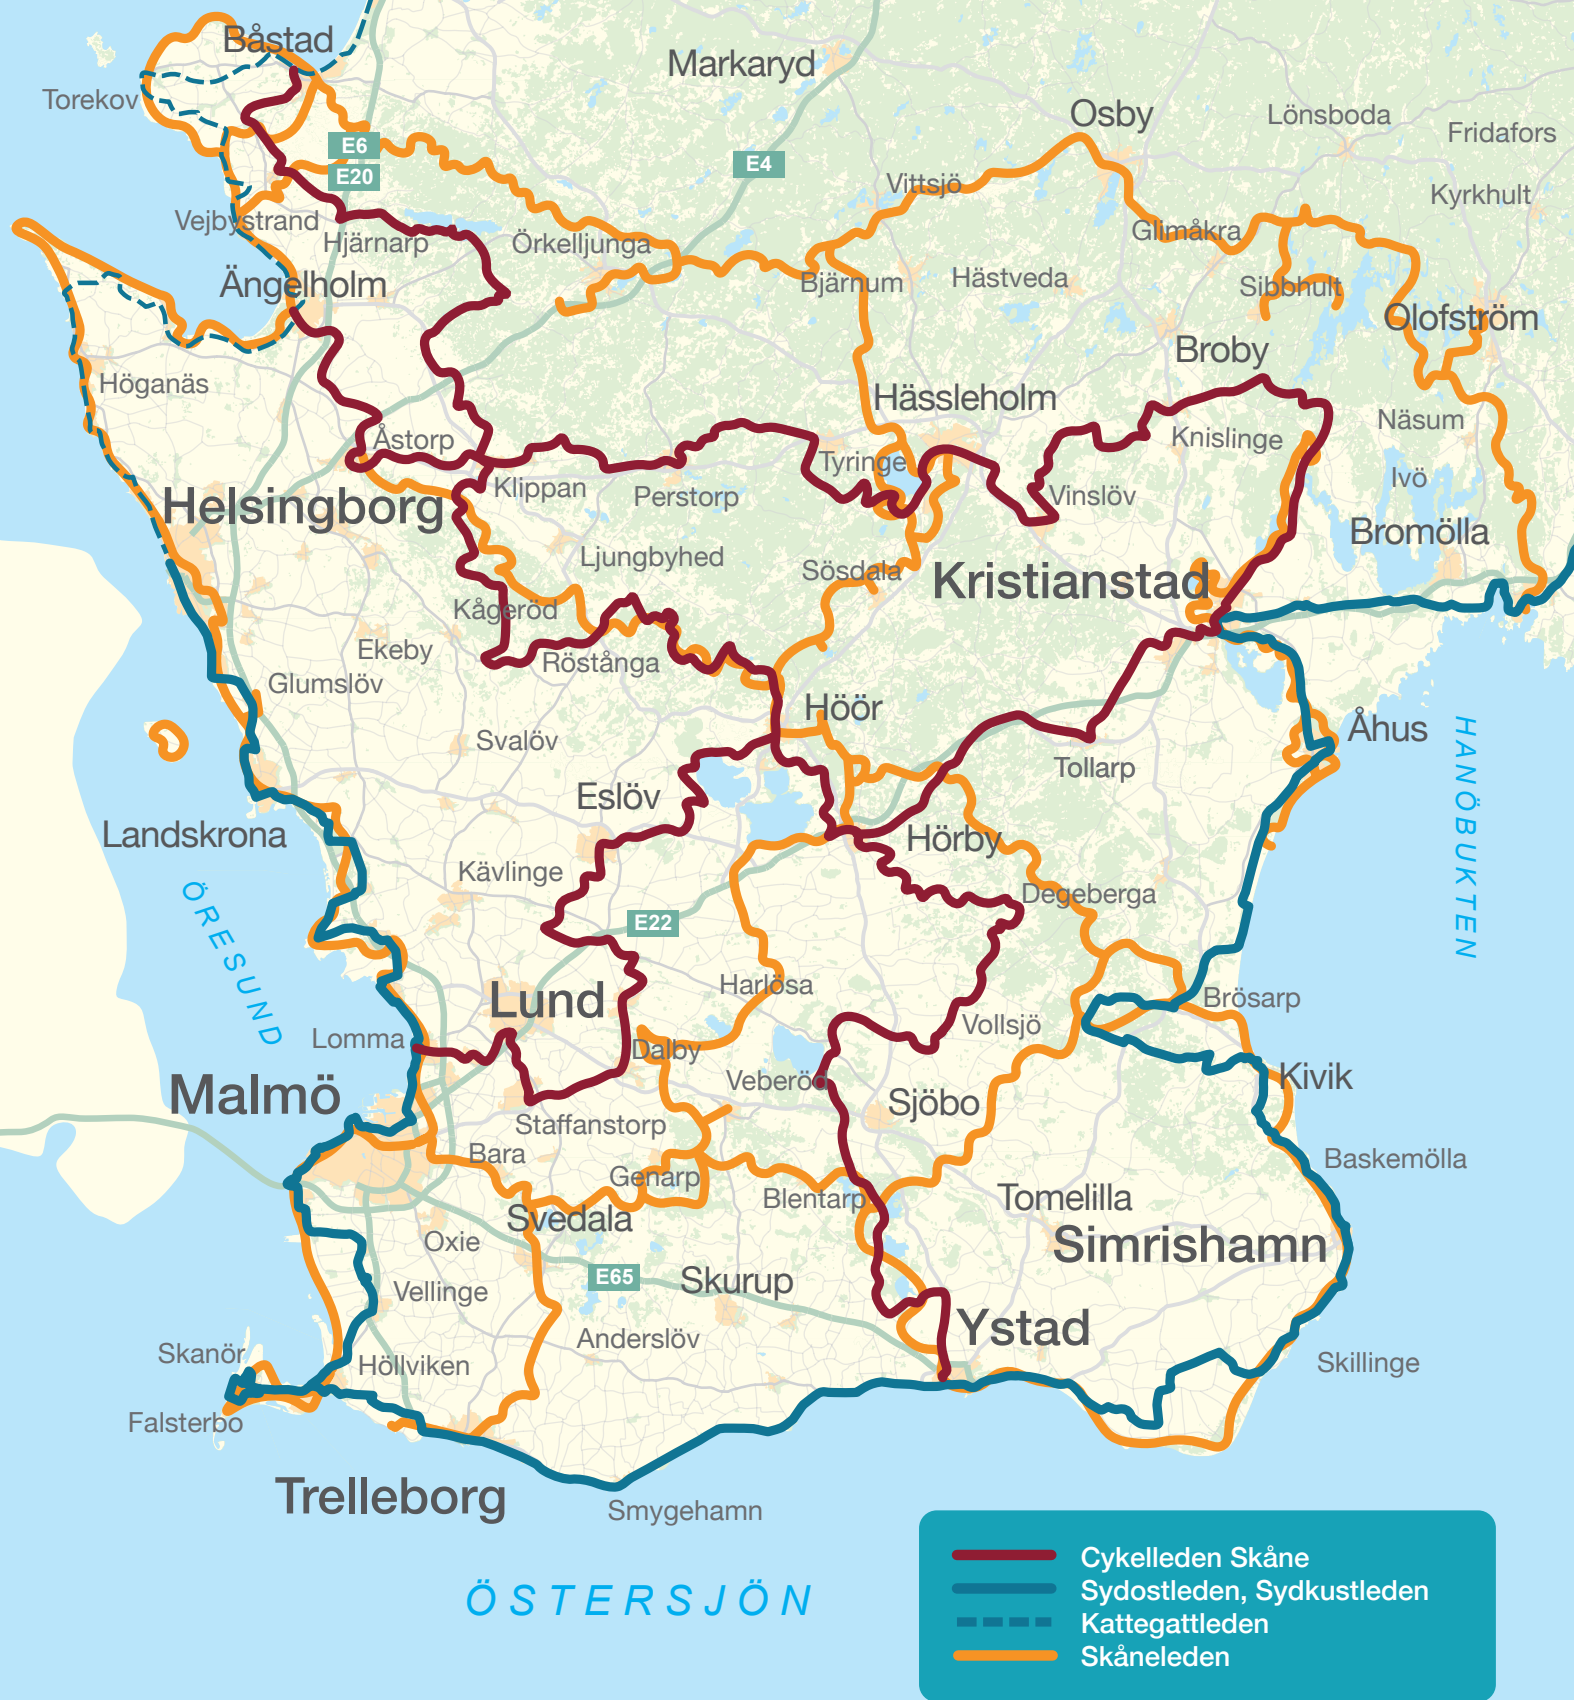 Båstad
Markaryd
Torekov
Osby
Lönsboda
Fridafors
E6
E20
E4
Vittsjö
Kyrkhult
Vejbystrand
Hjärnarp
Örkelljunga
Glimåkra
Ängelholm
Bjärnum
Hästveda
Sibbhult
Olofström
Broby
Höganäs
Hässleholm
Näsum
Åstorp
Knislinge
Tyringe
Ivö
Klippan
Perstorp
Vinslöv
Helsingborg
Bromölla
Ljungbyhed
Sösdala
Kristianstad
Kågeröd
Ekeby
Röstånga
Glumslöv
Höör
Åhus
HANÖBUKTEN
Svalöv
Tollarp
Eslöv
Landskrona
Hörby
Kävlinge
Degeberga
ÖRESUND
E22
Harlösa
Lund
Brösarp
Vollsjö
Lomma
Dalby
Veberöd
Kivik
Malmö
Sjöbo
Staffanstorp
Bara
Baskemölla
Genarp
Blentarp
Tomelilla
Svedala
Oxie
Simrishamn
E65
Skurup
Vellinge
Ystad
Anderslöv
Skanör
Höllviken
Skillinge
Falsterbo
Trelleborg
Smygehamn
ÖSTERSJÖN
Cykelleden Skåne
Sydostleden, Sydkustleden
Kattegattleden
Skåneleden